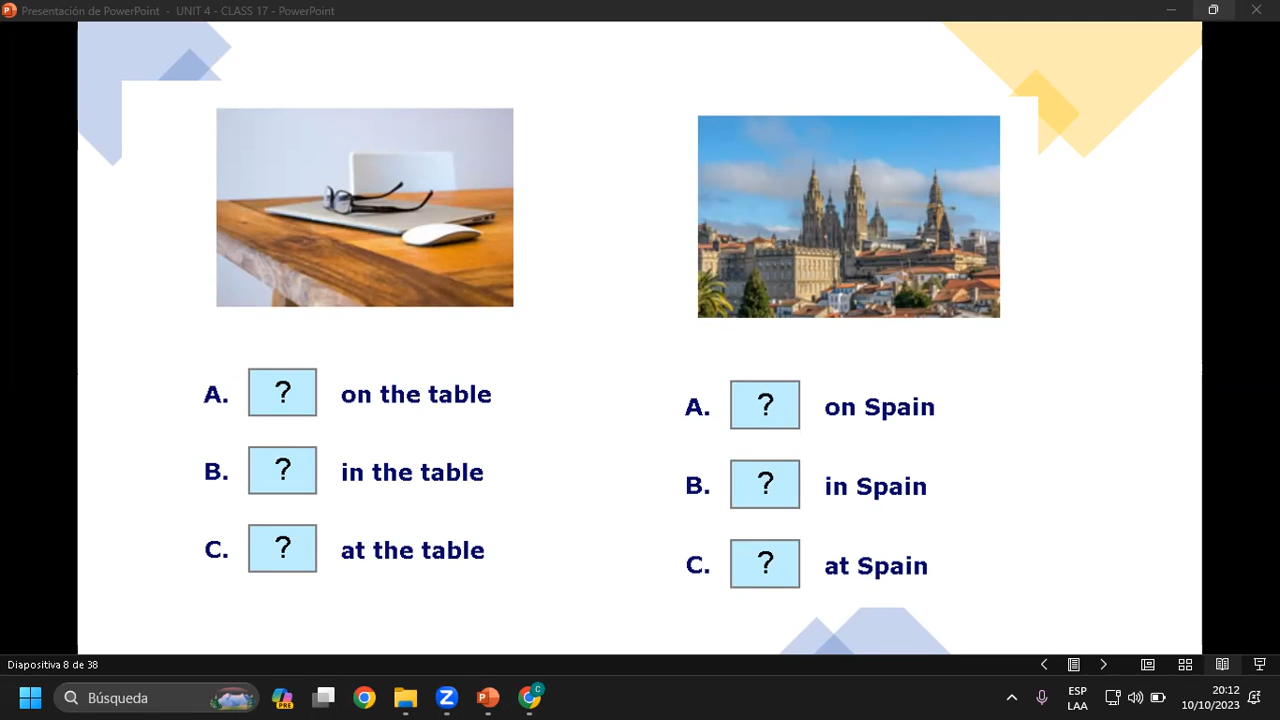 Presentación de PowerPoint - UNIT 4 - CLASS 17 - PowerPoint
A. ? on the table
B. ? in the table
C. ? at the table
A. ? on Spain
B. ? in Spain
C. ? at Spain
Diapositiva 8 de 38
Búsqueda
PRE
C
ESP
LAA
20:12
10/10/2023